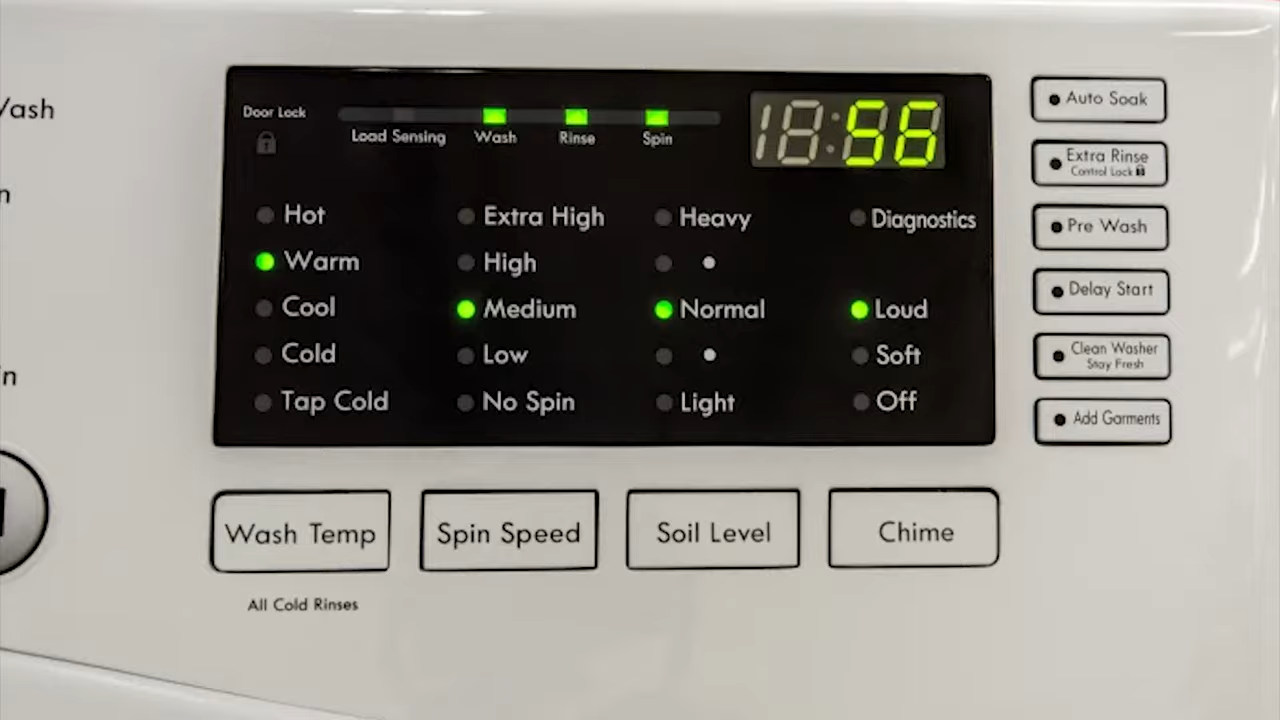 Wash
Door Lock
Load Sensing
Wash
Rinse
Spin
56
Hot
Warm
Cool
Cold
Tap Cold
Extra High
High
Medium
Low
No Spin
Heavy
Normal
Light
Diagnostics
Loud
Soft
Off
Auto Soak
Extra Rinse
Control Lock
Pre Wash
Delay Start
Clean Washer
Stay Fresh
Add Garments
Wash Temp
Spin Speed
Soil Level
Chime
All Cold Rinses